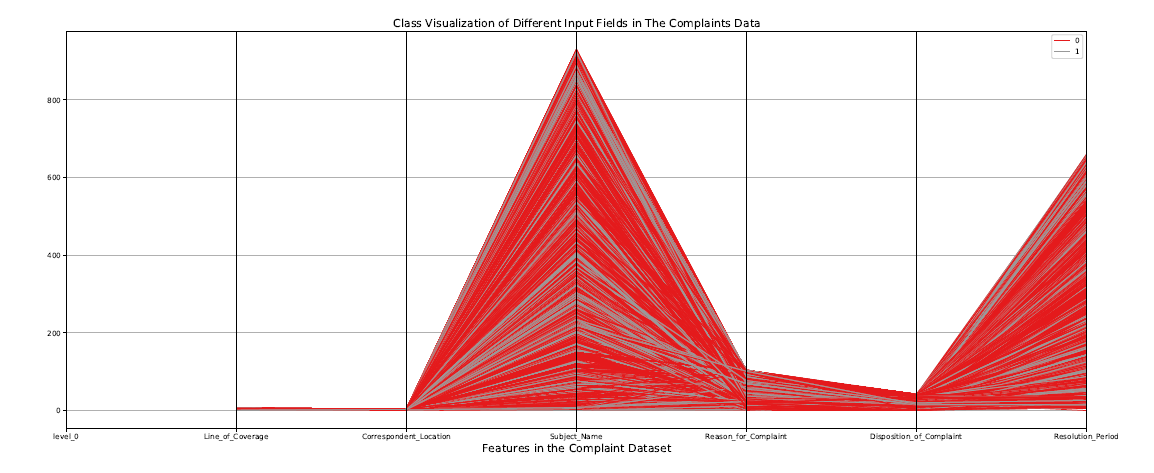 Class Visualization of Different Input Fields in The Complaints Data
0
1
800
600
400
200
0
level_0 Line_of_Coverage Correspondent_Location Subject_Name Reason_for_Complaint Disposition_of_Complaint Resolution_Period
Features in the Complaint Dataset